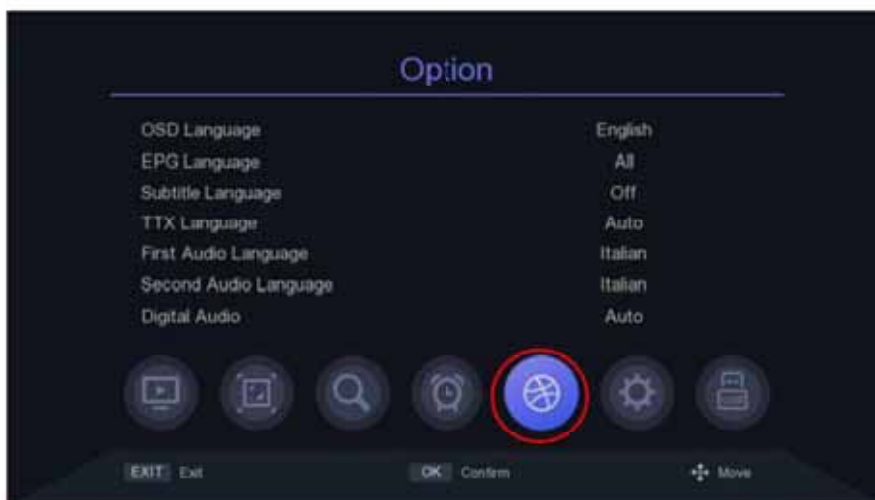 Option
OSD Language English
EPG Language All
Subtitle Language Off
TTX Language Auto
First Audio Language Italian
Second Audio Language Italian
Digital Audio Auto
EXIT Exit OK Confirm Move